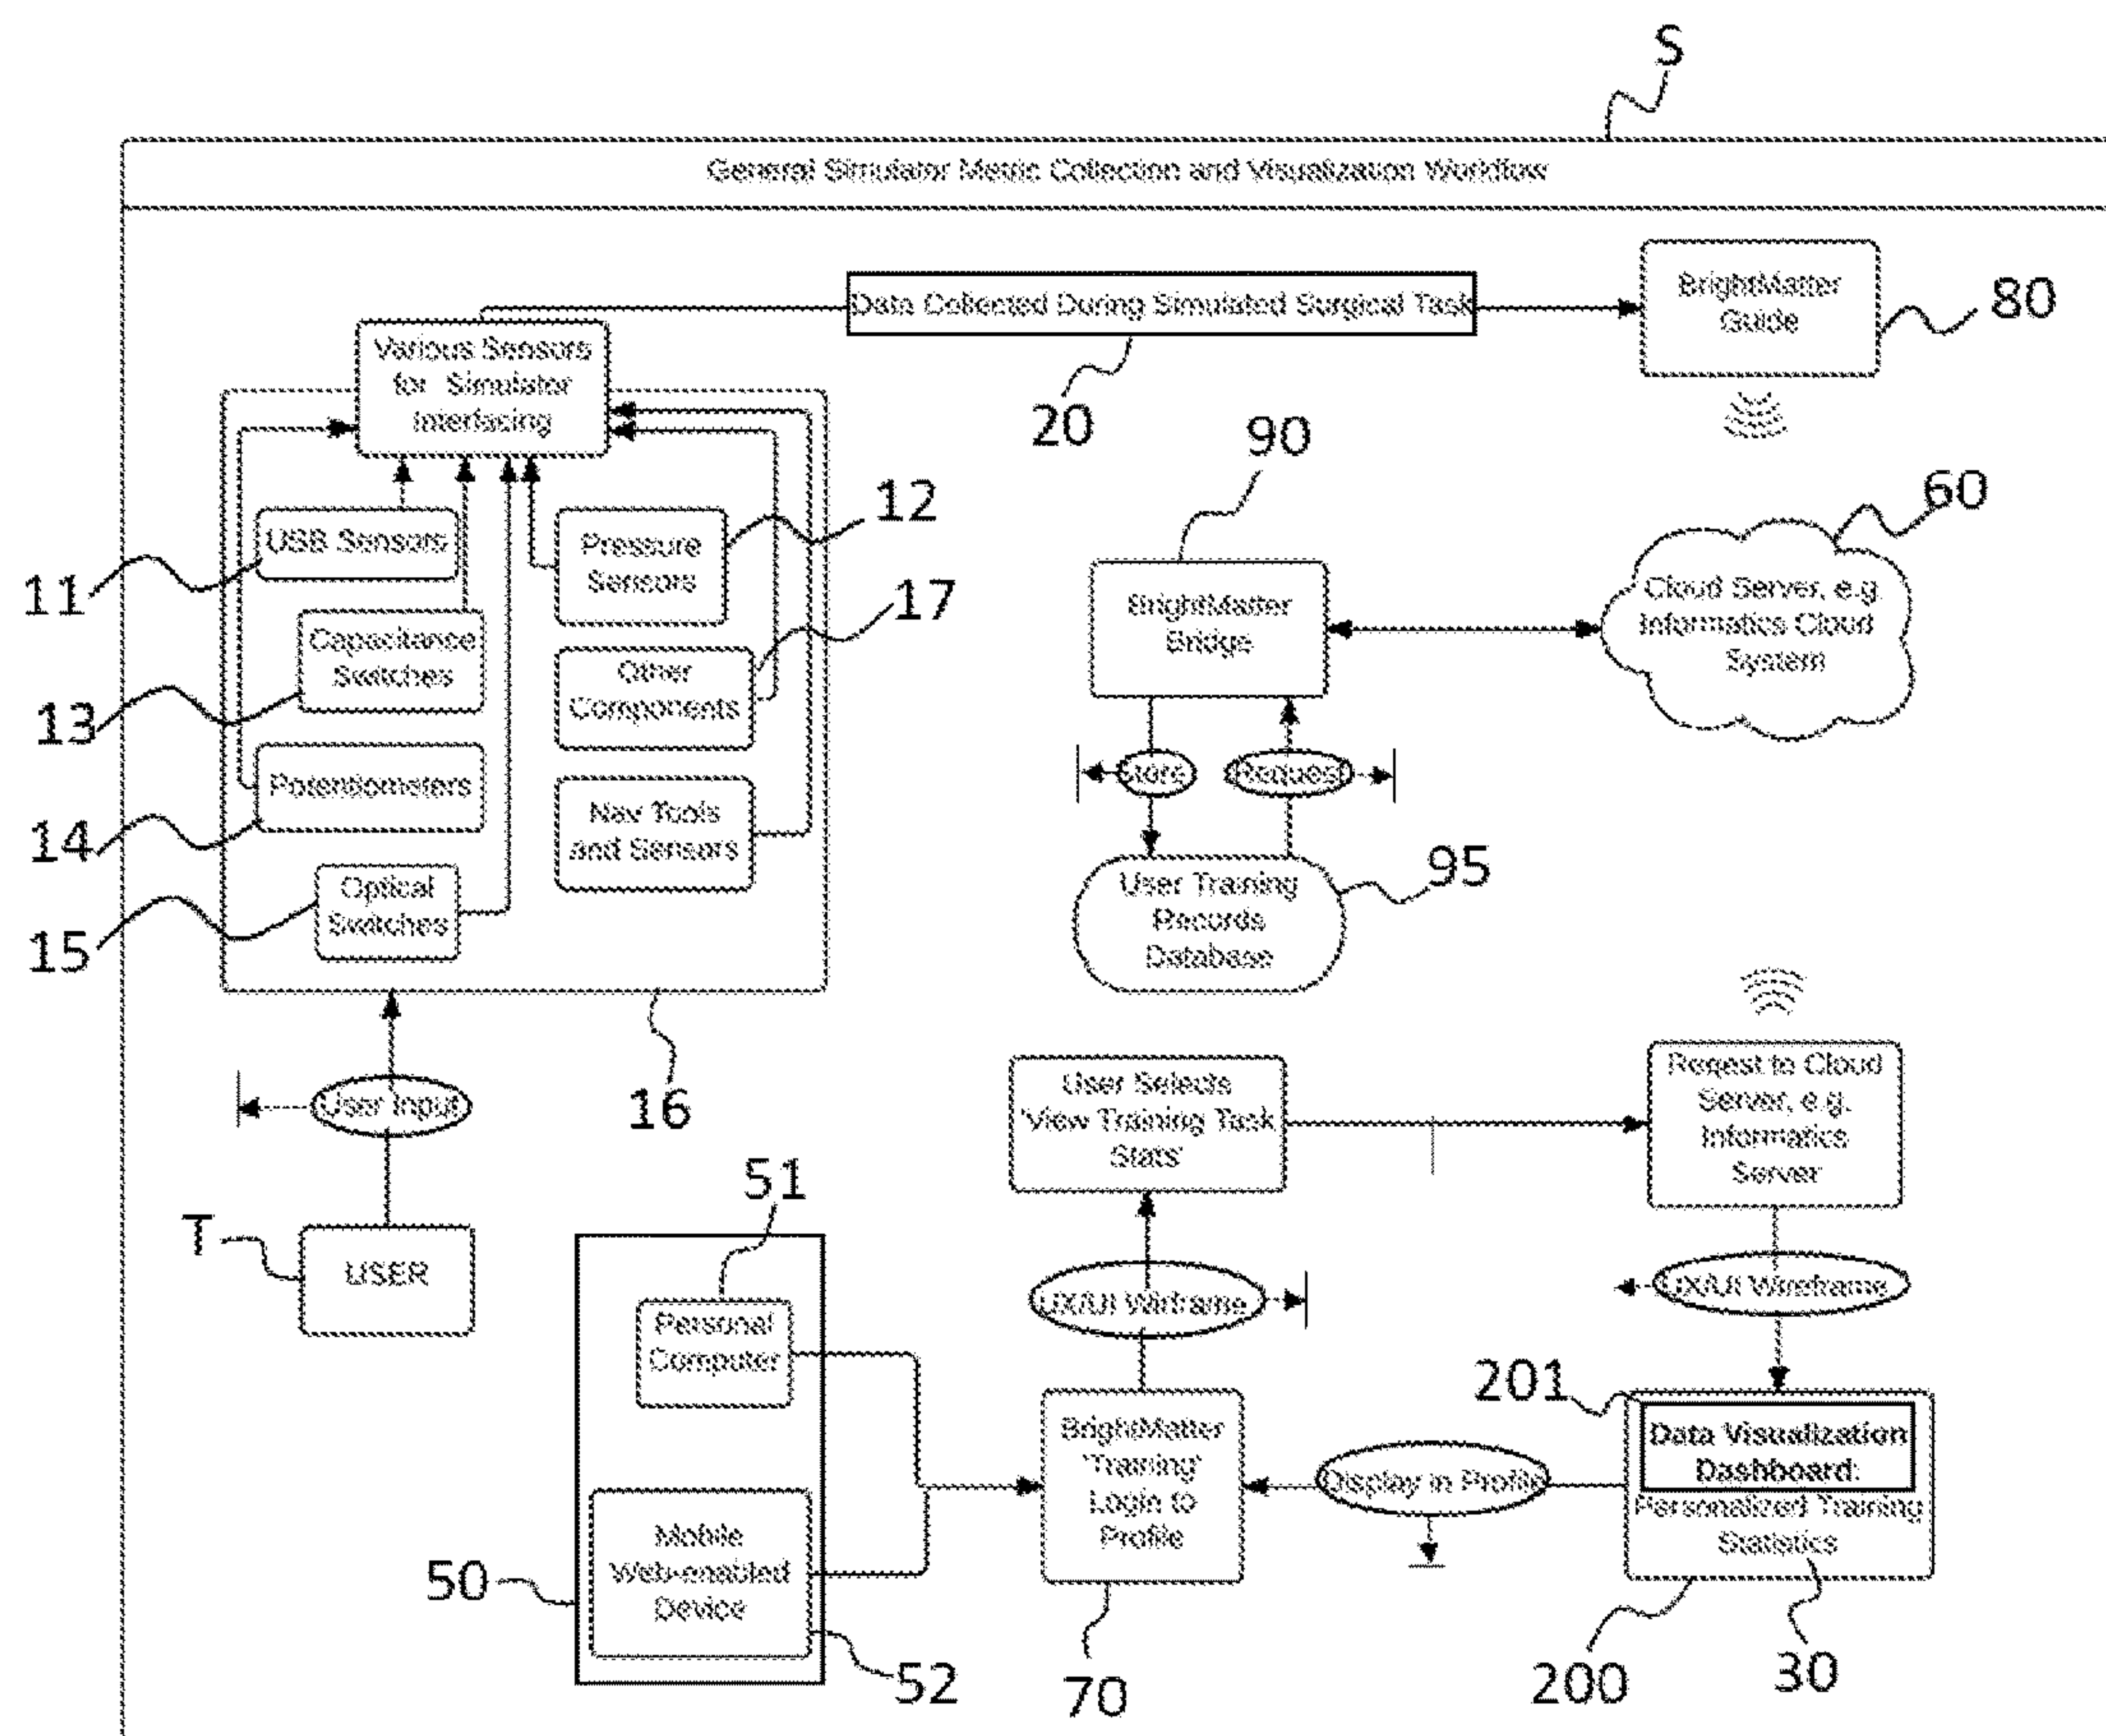 S
General Simulator Metric Collection and Visualization Workflow
Data Collected During Simulated Surgical Task
20
BrightMatter
Guide
80
Various Sensors
for Simulator
Interfacing
USB Sensors
11
Pressure
Sensors
12
Capacitance
Switches
13
Other
Components
17
Potentiometers
14
Nav Tools
and Sensors
Optical
Switches
15
16
90
BrightMatter
Bridge
60
Cloud Server, e.g.
Informatics Cloud
System
Store
Request
User Training
Records
Database
95
User Input
T
USER
51
Personal
Computer
50
Mobile
Web-enabled
Device
52
User Selects
'View Training Task
Stats'
Reqest to Cloud
Server, e.g.
Informatics
Server
UX/UI Wirframe
UX/UI Wireframe
BrightMatter
'Training'
Login to
Profile
70
Display in Profile
201
Data Visualization
Dashboard:
Personalized Training
Statistics
200
30